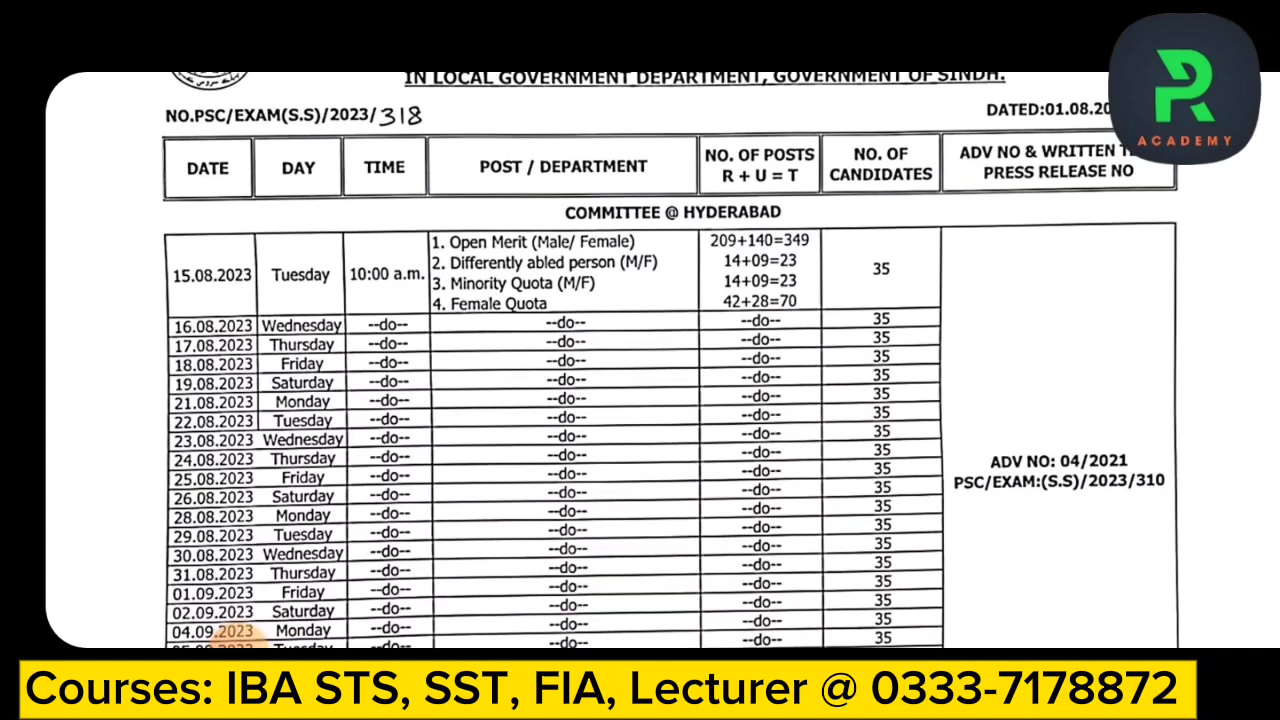 IN LOCAL GOVERNMENT DEPARTMENT, GOVERNMENT OF SINDH.
NO.PSC/EXAM(S.S)/2023/318 DATED:01.08.20
R
ACADEMY
DATE DAY TIME POST / DEPARTMENT NO. OF POSTS R + U = T NO. OF CANDIDATES ADV NO & WRITTEN PRESS RELEASE NO
COMMITTEE @ HYDERABAD
15.08.2023 Tuesday 10:00 a.m. 35
1. Open Merit (Male/ Female) 209+140=349
2. Differently abled person (M/F) 14+09=23
3. Minority Quota (M/F) 14+09=23
4. Female Quota 42+28=70
16.08.2023 Wednesday --do-- --do-- --do-- 35
17.08.2023 Thursday --do-- --do-- --do-- 35
18.08.2023 Friday --do-- --do-- --do-- 35
19.08.2023 Saturday --do-- --do-- --do-- 35
21.08.2023 Monday --do-- --do-- --do-- 35
22.08.2023 Tuesday --do-- --do-- --do-- 35
23.08.2023 Wednesday --do-- --do-- --do-- 35
24.08.2023 Thursday --do-- --do-- --do-- 35
25.08.2023 Friday --do-- --do-- --do-- 35
26.08.2023 Saturday --do-- --do-- --do-- 35
28.08.2023 Monday --do-- --do-- --do-- 35
29.08.2023 Tuesday --do-- --do-- --do-- 35
30.08.2023 Wednesday --do-- --do-- --do-- 35
31.08.2023 Thursday --do-- --do-- --do-- 35
01.09.2023 Friday --do-- --do-- --do-- 35
02.09.2023 Saturday --do-- --do-- --do-- 35
04.09.2023 Monday --do-- --do-- --do-- 35
ADV NO: 04/2021
PSC/EXAM:(S.S)/2023/310
Courses: IBA STS, SST, FIA, Lecturer @ 0333-7178872